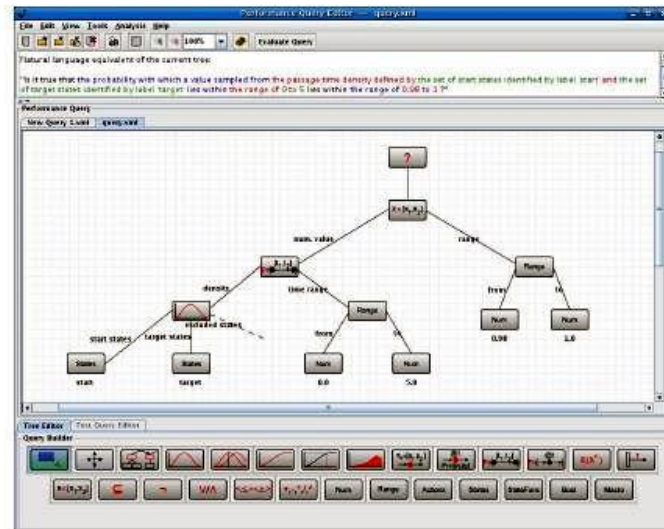 Performance Query Editor — query.xml
File Edit View Tools Analysis Help
100% Evaluate Query
Natural language equivalent of the current tree:
"Is it true that the probability with which a value sampled from the passage time density defined by the set of start states identified by label start and the set
of target states identified by label target lies within the range of 0 to 5 lies within the range of 0.98 to 1 ?"
Performance Query
New Query 1.xml query.xml
?
num. value range
Range
density time range from to
Range Num Num
excluded states 0.98 1.0
start states target states from to
States States Num Num
start target 0.0 5.0
Tree Editor Text Query Editor
Query Builder
Num Range Actions States StateFunc Bool Macro